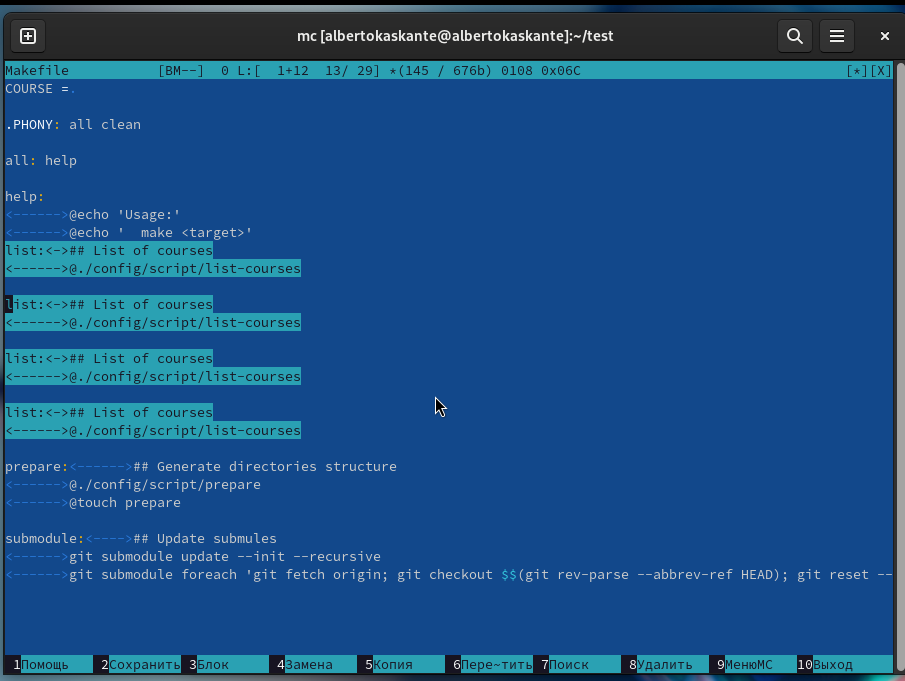 mc [albertokaskante@albertokaskante]:~/test
Makefile [BM--] 0 L:[ 1+12 13/ 29] *(145 / 676b) 0108 0x06C [*][X]
COURSE =.
.PHONY: all clean
all: help
help:
<------>@echo 'Usage:'
<------>@echo '  make <target>'
list:<->## List of courses
<------>@./config/script/list-courses
list:<->## List of courses
<------>@./config/script/list-courses
list:<->## List of courses
<------>@./config/script/list-courses
list:<->## List of courses
<------>@./config/script/list-courses
prepare:<------>## Generate directories structure
<------>@./config/script/prepare
<------>@touch prepare
submodule:<---->## Update submules
<------>git submodule update --init --recursive
<------>git submodule foreach 'git fetch origin; git checkout $$(git rev-parse --abbrev-ref HEAD); git reset --
1Помощь 2Сохранить 3Блок 4Замена 5Копия 6Пере~тить 7Поиск 8Удалить 9МенюMC 10Выход